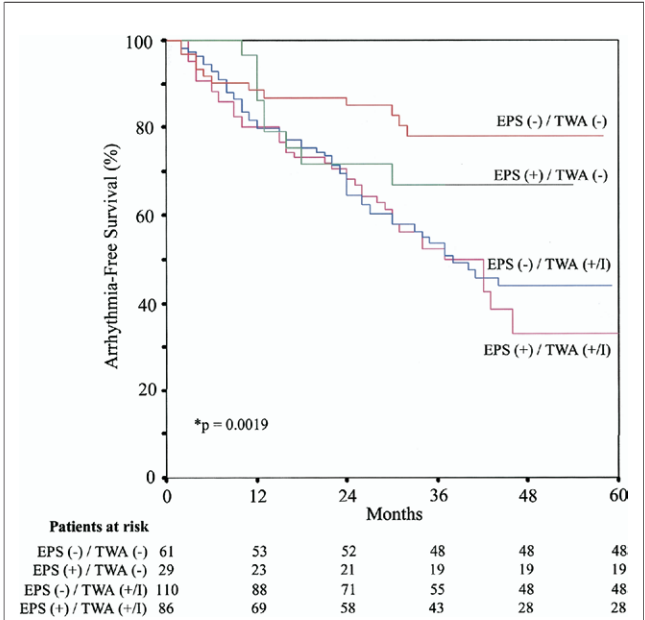 100
80
60
40
20
0
Arrhythmia-Free Survival (%)
EPS (-) / TWA (-)
EPS (+) / TWA (-)
EPS (-) / TWA (+/I)
EPS (+) / TWA (+/I)
*p = 0.0019
0 12 24 36 48 60
Months
Patients at risk
EPS (-) / TWA (-) 61 53 52 48 48 48
EPS (+) / TWA (-) 29 23 21 19 19 19
EPS (-) / TWA (+/I) 110 88 71 55 48 48
EPS (+) / TWA (+/I) 86 69 58 43 28 28